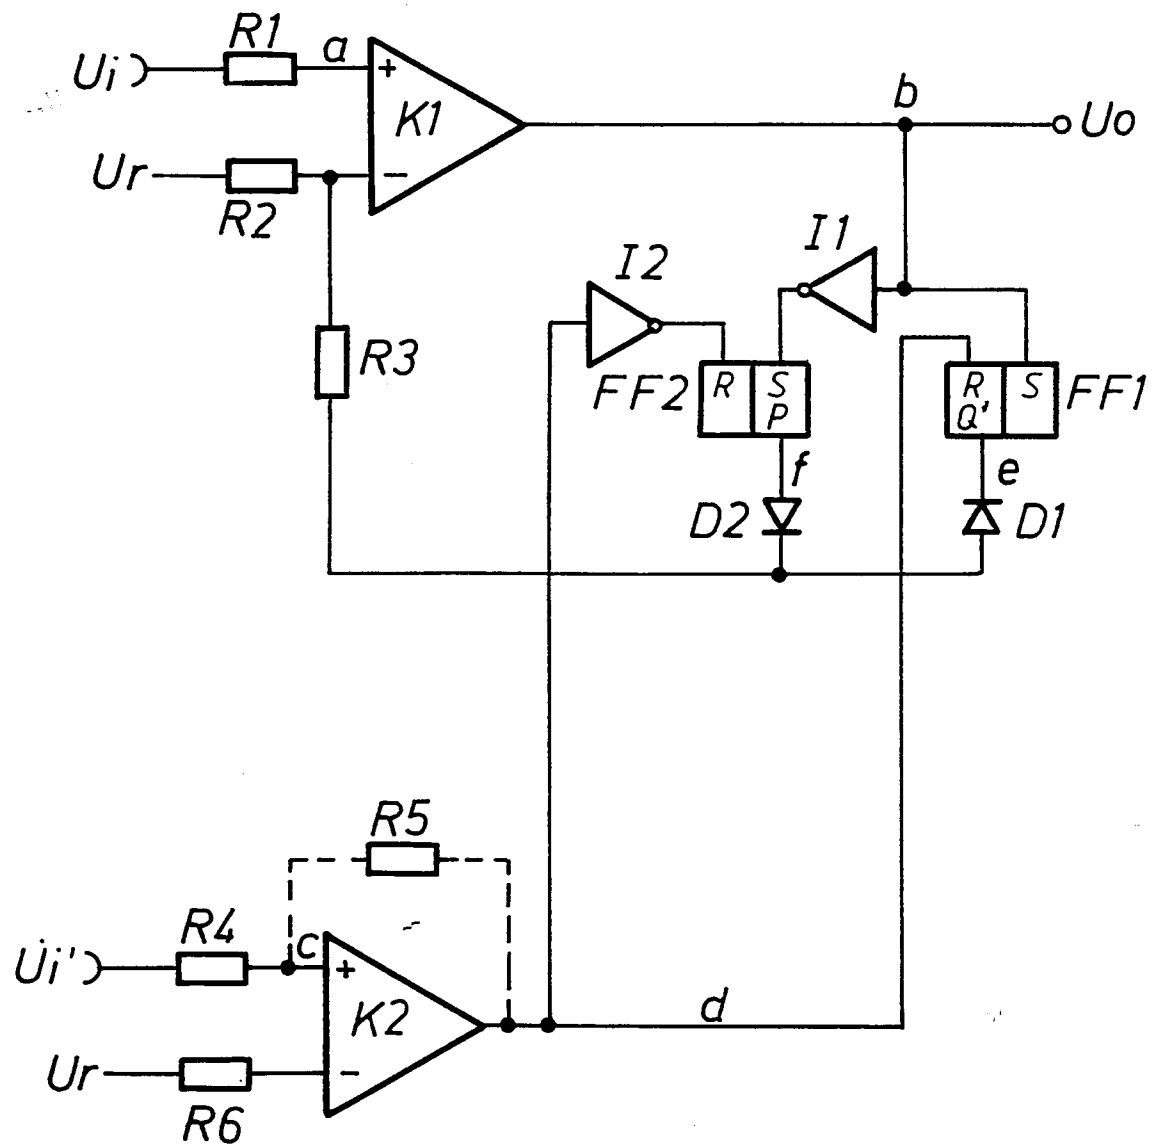 R1
Ui
a
+
K1
b
Uo
Ur
−
R2
I1
I2
R3
FF2
R
S
P
R
Q'
S
FF1
f
e
D2
D1
R5
R4
c
Ui'
+
K2
d
Ur
−
R6